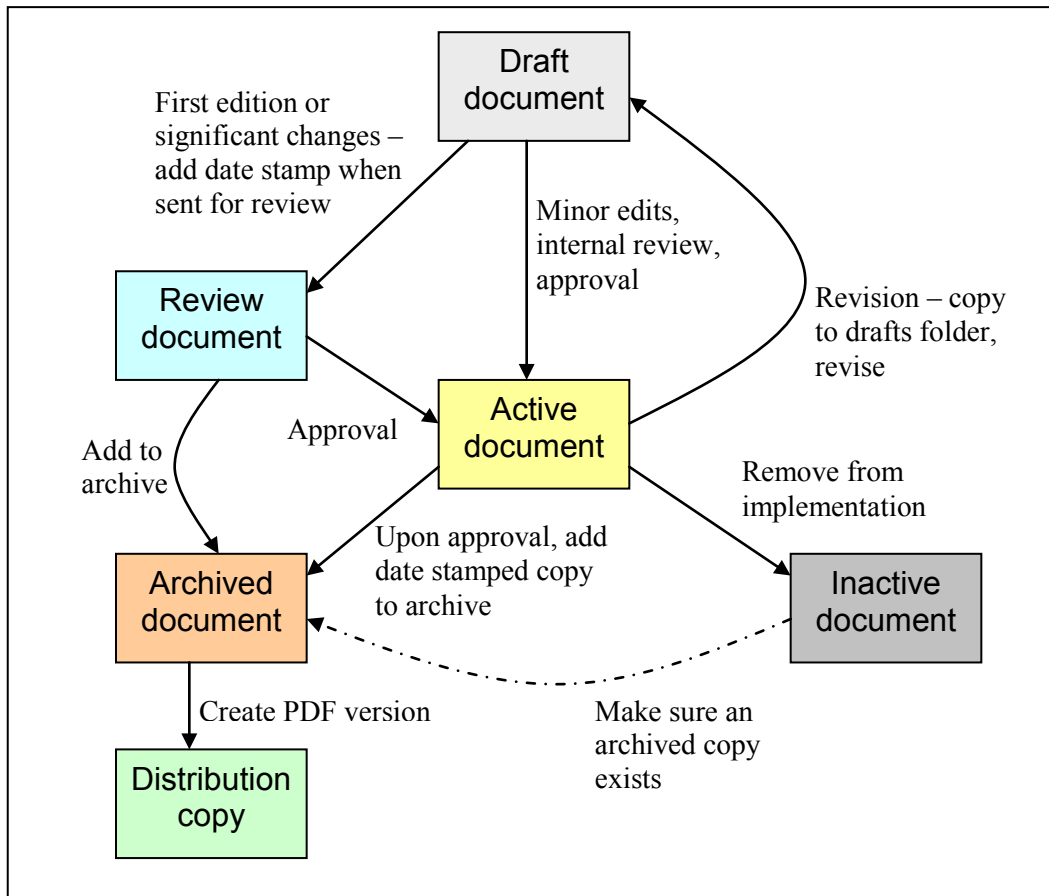 Draft
document
First edition or
significant changes –
add date stamp when
sent for review
Minor edits,
internal review,
approval
Review
document
Revision – copy
to drafts folder,
revise
Active
document
Approval
Add to
archive
Remove from
implementation
Upon approval, add
date stamped copy
to archive
Archived
document
Inactive
document
Create PDF version
Make sure an
archived copy
exists
Distribution
copy